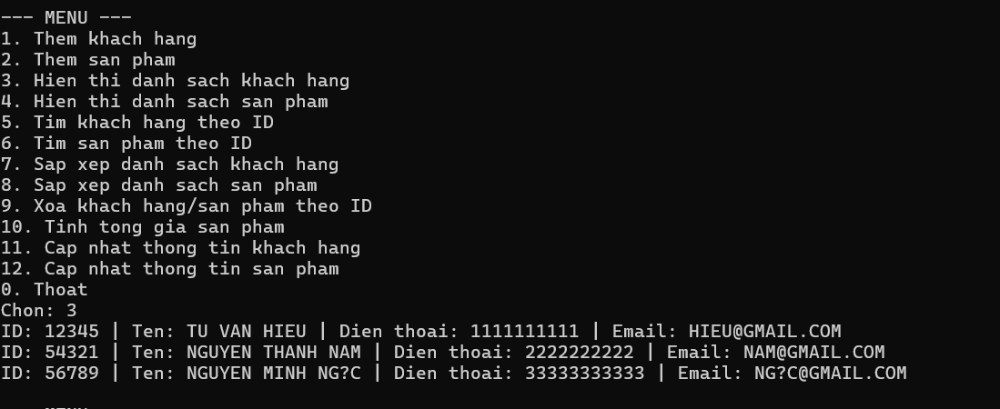 --- MENU ---
1. Them khach hang
2. Them san pham
3. Hien thi danh sach khach hang
4. Hien thi danh sach san pham
5. Tim khach hang theo ID
6. Tim san pham theo ID
7. Sap xep danh sach khach hang
8. Sap xep danh sach san pham
9. Xoa khach hang/san pham theo ID
10. Tinh tong gia san pham
11. Cap nhat thong tin khach hang
12. Cap nhat thong tin san pham
0. Thoat
Chon: 3
ID: 12345 | Ten: TU VAN HIEU | Dien thoai: 1111111111 | Email: HIEU@GMAIL.COM
ID: 54321 | Ten: NGUYEN THANH NAM | Dien thoai: 2222222222 | Email: NAM@GMAIL.COM
ID: 56789 | Ten: NGUYEN MINH NG?C | Dien thoai: 33333333333 | Email: NG?C@GMAIL.COM